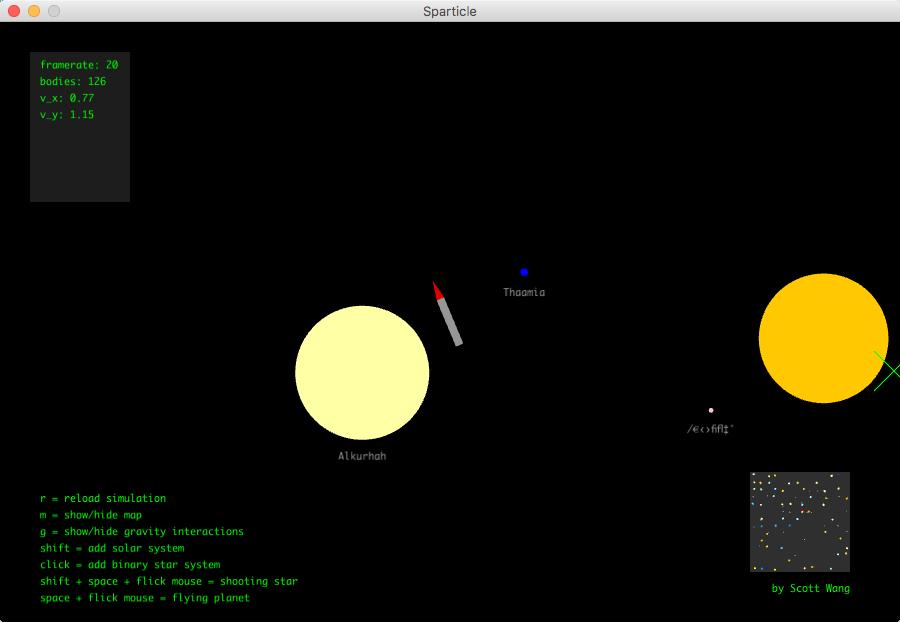 Sparticle
framerate: 20
bodies: 126
v_x: 0.77
v_y: 1.15
Thaamia
/€‹›ﬁﬂ‡°
Alkurhah
r = reload simulation
m = show/hide map
g = show/hide gravity interactions
shift = add solar system
click = add binary star system
shift + space + flick mouse = shooting star
space + flick mouse = flying planet
by Scott Wang